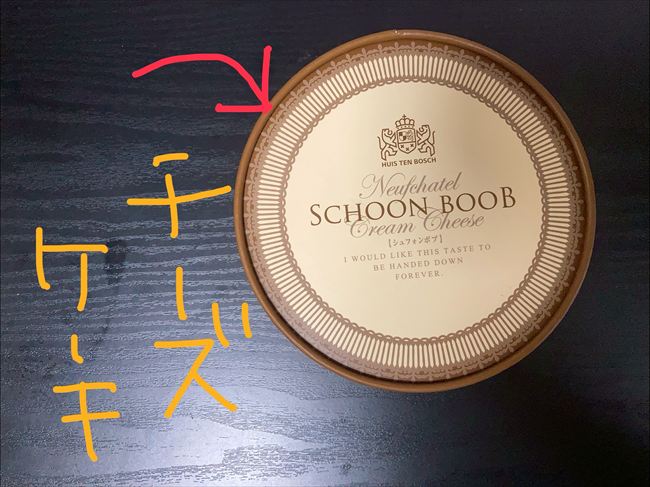 チーズ
ケーキ
HUIS TEN BOSCH
Neufchatel
SCHOON BOOB
Cream Cheese
【シュフォンボブ】
I WOULD LIKE THIS TASTE TO
BE HANDED DOWN
FOREVER.